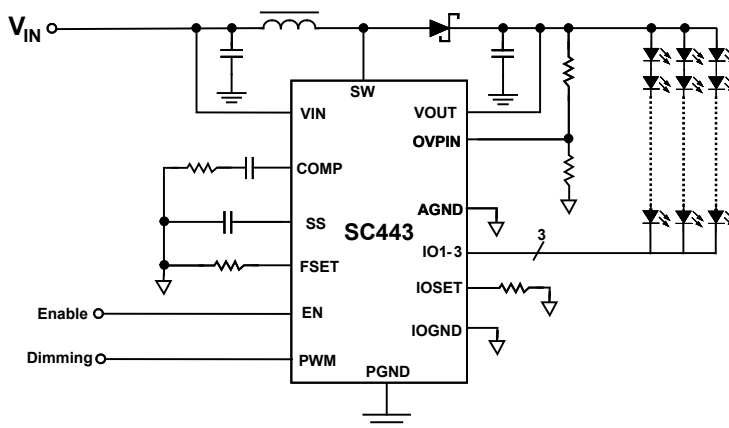 VIN
SW
VIN
VOUT
OVPIN
COMP
AGND
SS
SC443
3
IO1-3
FSET
IOSET
Enable
EN
IOGND
Dimming
PWM
PGND